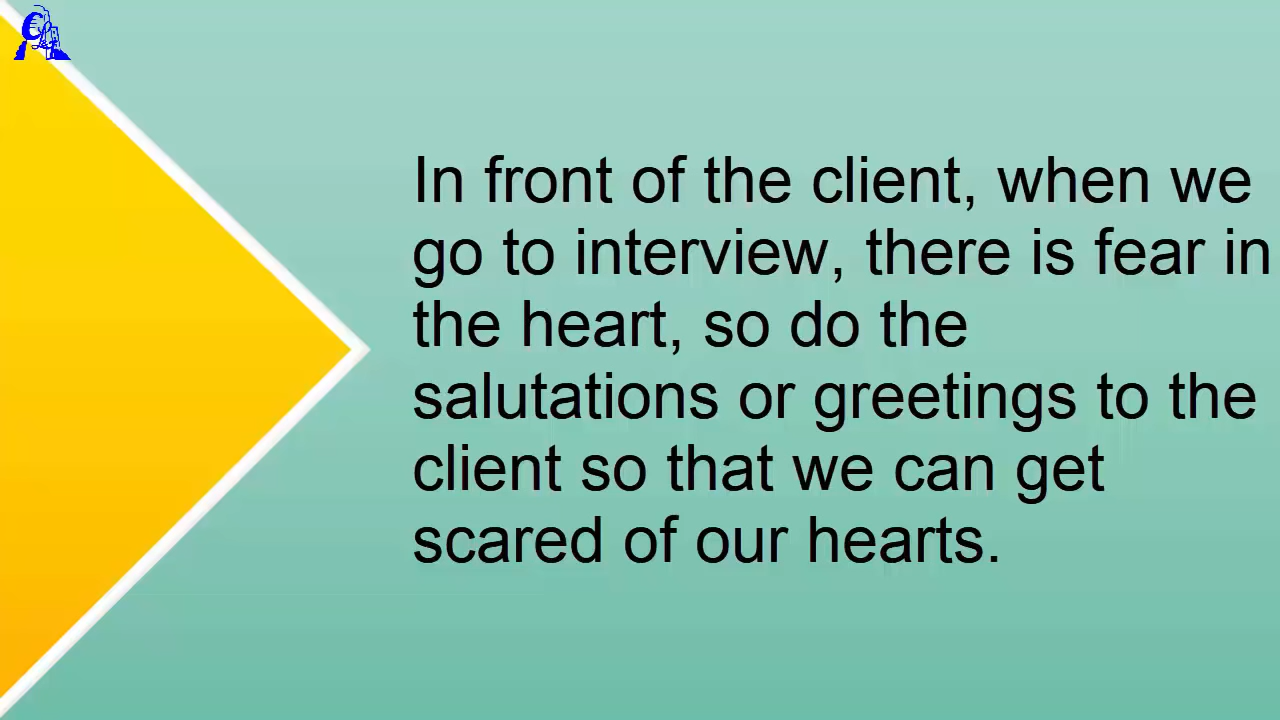 In front of the client, when we
go to interview, there is fear in
the heart, so do the
salutations or greetings to the
client so that we can get
scared of our hearts.